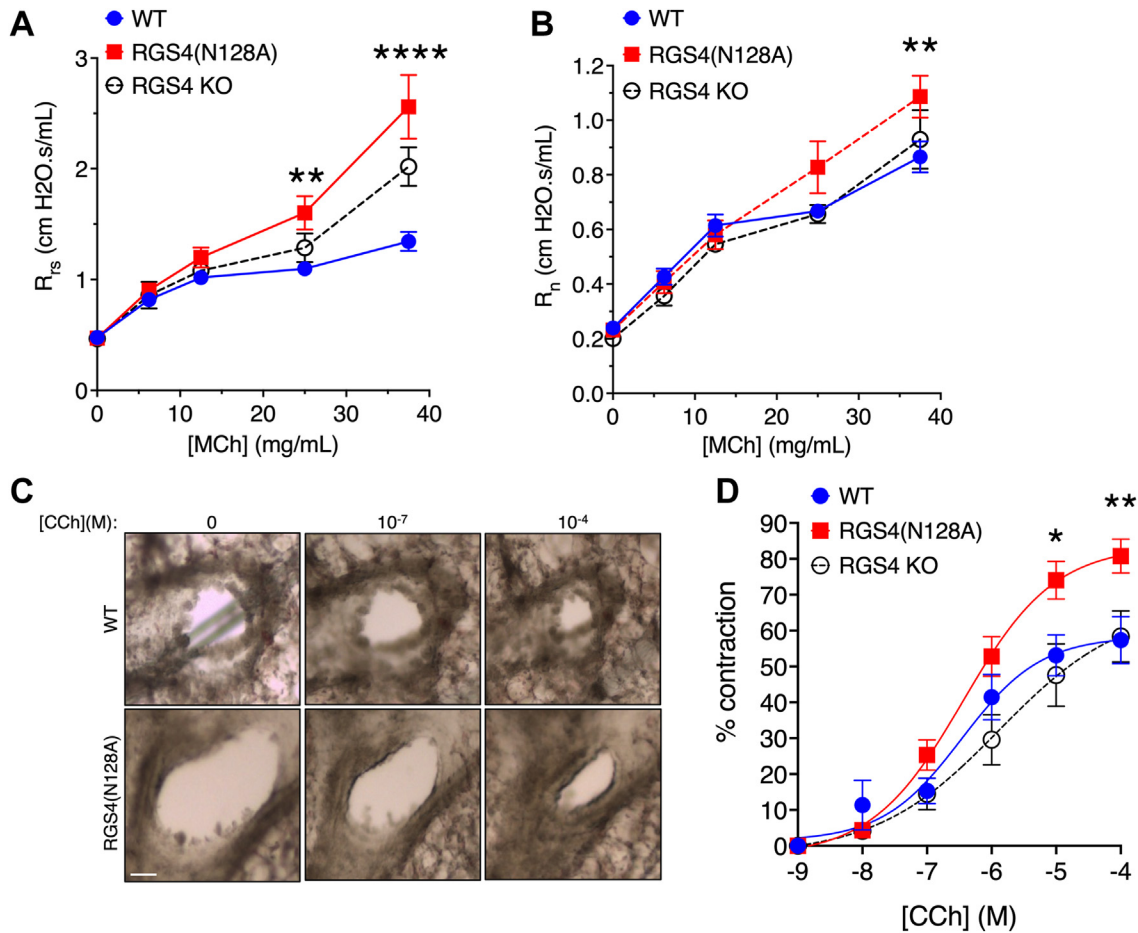 A
WT
RGS4(N128A)
RGS4 KO
****
**
3
2
1
0
Rrs (cm H2O.s/mL)
0 10 20 30 40
[MCh] (mg/mL)
B
WT
RGS4(N128A)
RGS4 KO
**
1.2
1.0
0.8
0.6
0.4
0.2
0.0
Rn (cm H2O.s/mL)
0 10 20 30 40
[MCh] (mg/mL)
C
[CCh](M): 0 10-7 10-4
WT
RGS4(N128A)
D
WT
RGS4(N128A)
RGS4 KO
**
*
90
80
70
60
50
40
30
20
10
0
% contraction
-9 -8 -7 -6 -5 -4
[CCh] (M)